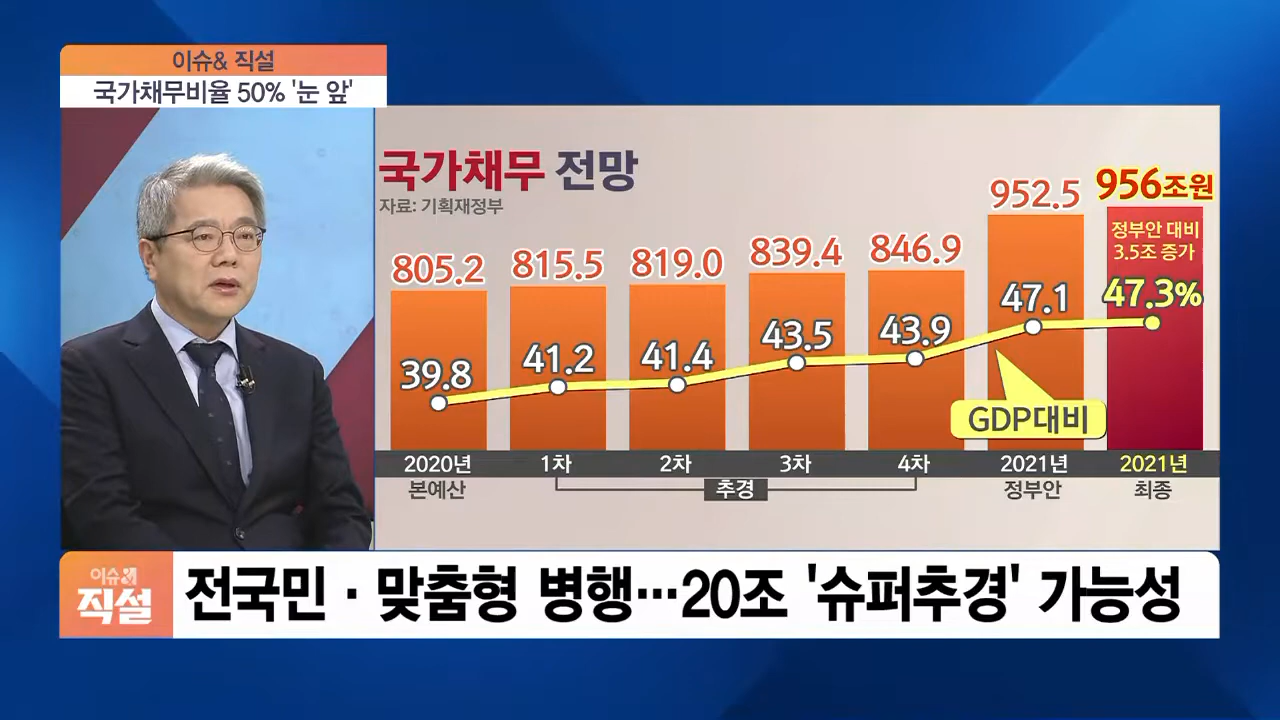 이슈& 직설
국가채무비율 50% '눈 앞'
국가채무 전망
자료: 기획재정부
805.2
815.5
819.0
839.4
846.9
952.5
956조원
정부안 대비
3.5조 증가
39.8
41.2
41.4
43.5
43.9
47.1
47.3%
GDP대비
2020년 1차 2차 3차 4차 2021년 2021년
본예산 추경 정부안 최종
이슈&
직설
전국민 · 맞춤형 병행…20조 '슈퍼추경' 가능성